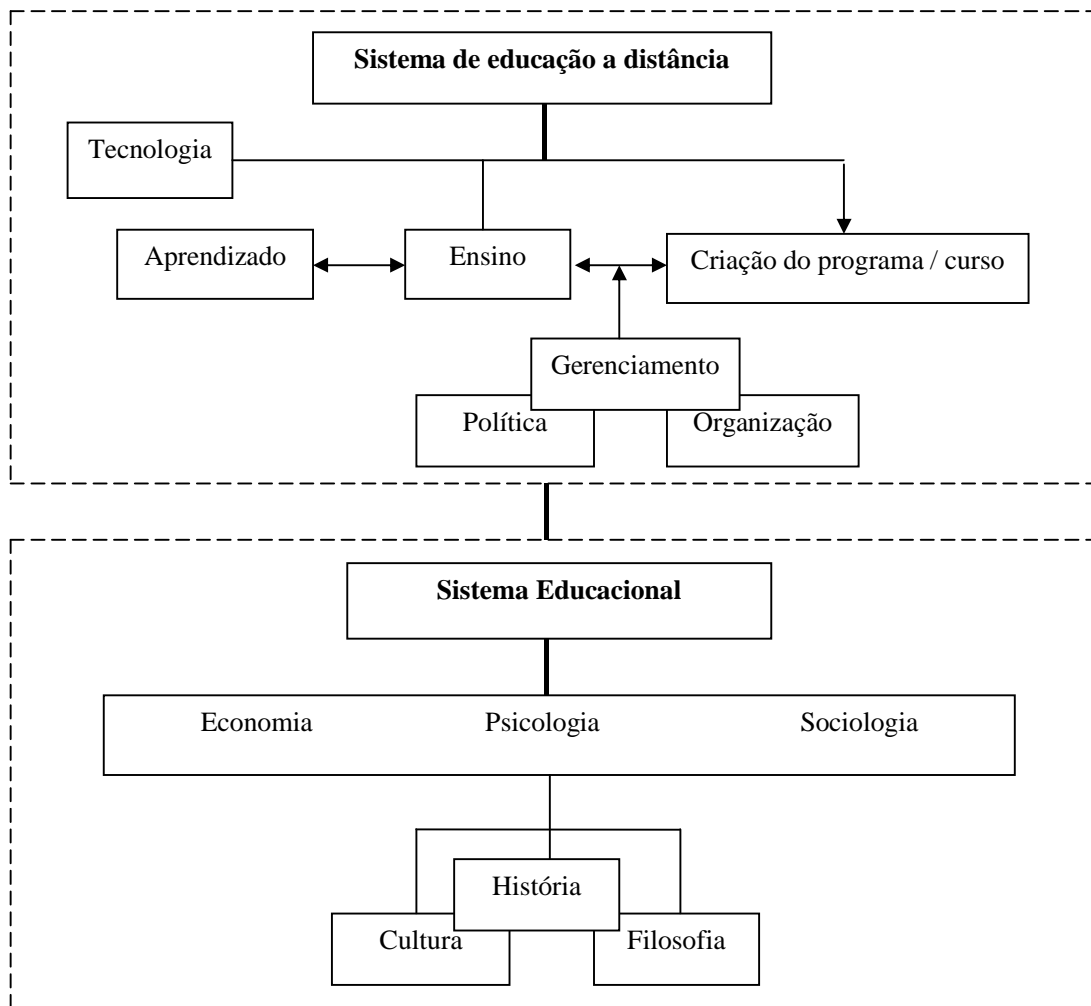 Sistema de educação a distância
Tecnologia
Aprendizado
Ensino
Criação do programa / curso
Gerenciamento
Política
Organização
Sistema Educacional
Economia Psicologia Sociologia
História
Cultura
Filosofia